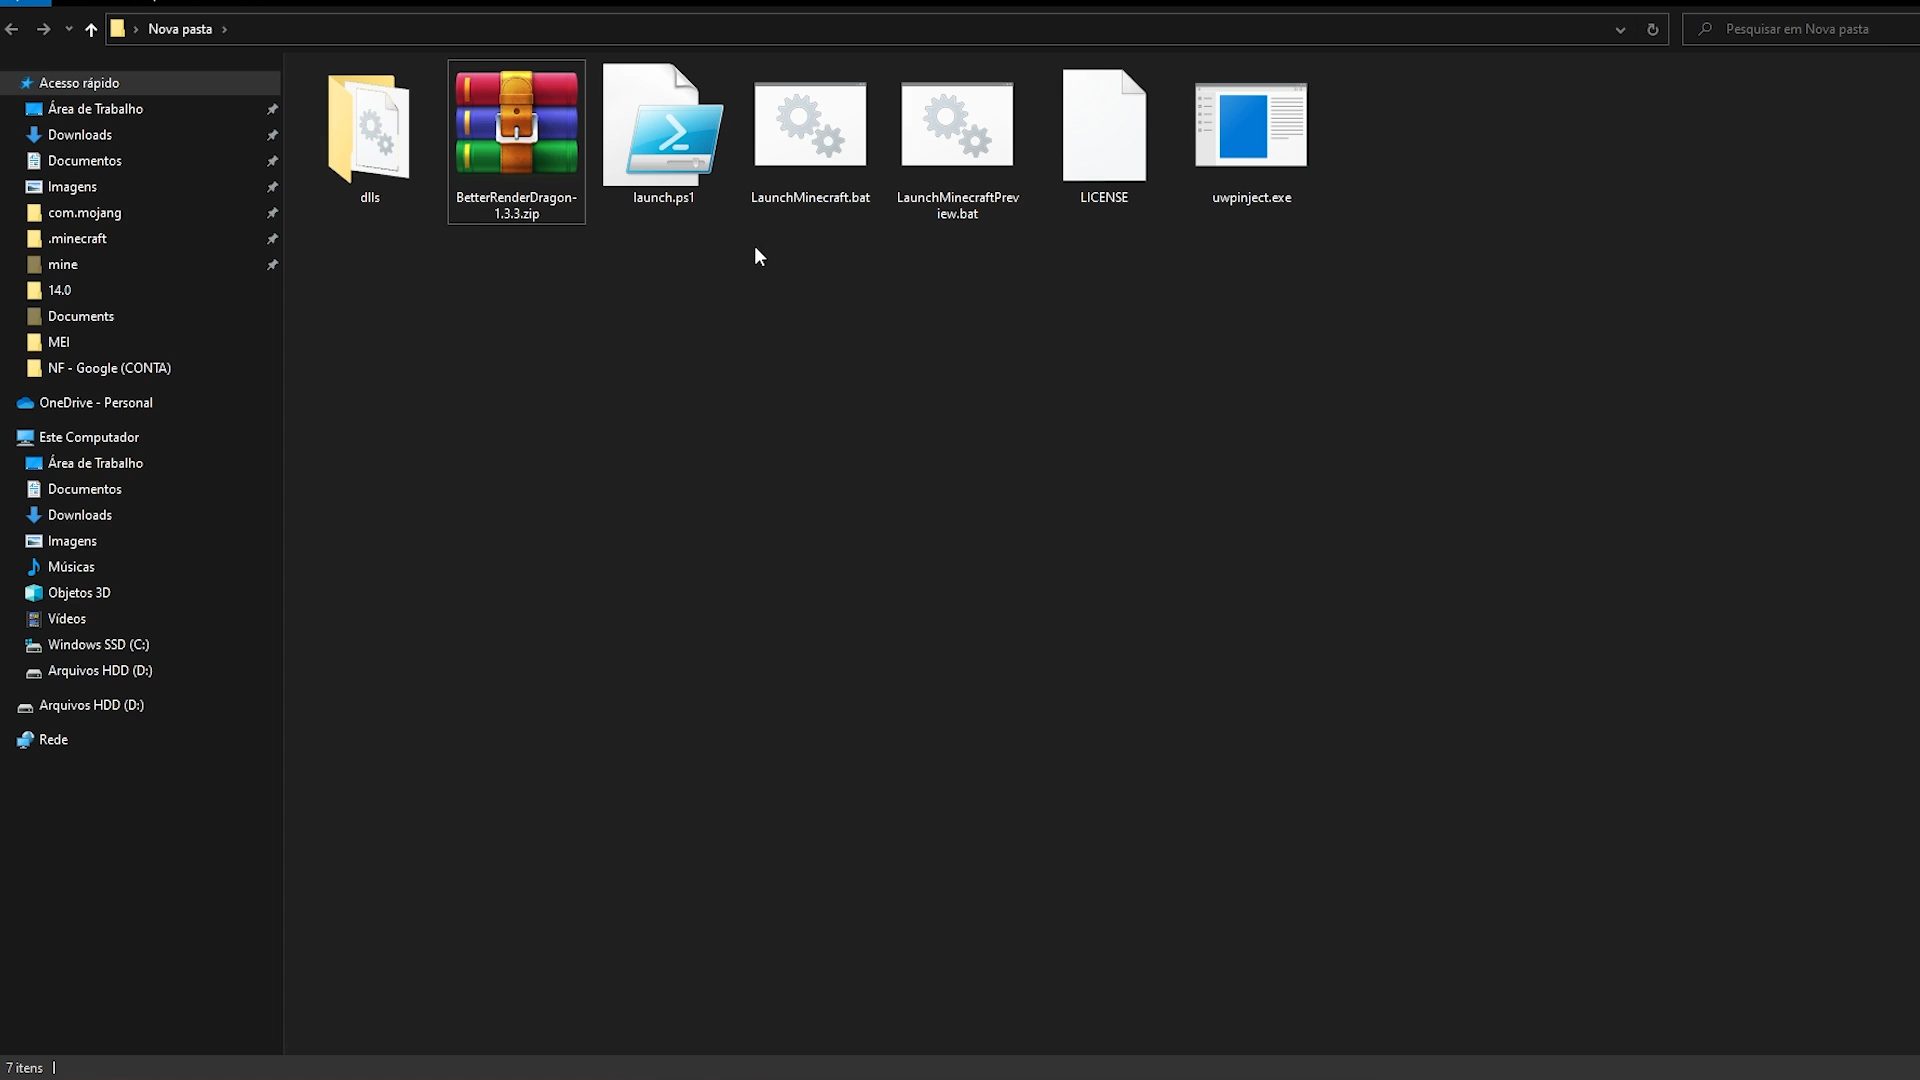 Nova pasta
Pesquisar em Nova pasta
Acesso rápido
Área de Trabalho
Downloads
Documentos
Imagens
com.mojang
.minecraft
mine
14.0
Documents
MEI
NF - Google (CONTA)
OneDrive - Personal
Este Computador
Área de Trabalho
Documentos
Downloads
Imagens
Músicas
Objetos 3D
Vídeos
Windows SSD (C:)
Arquivos HDD (D:)
Arquivos HDD (D:)
Rede
dlls
BetterRenderDragon-
1.3.3.zip
launch.ps1
LaunchMinecraft.bat
LaunchMinecraftPrev
iew.bat
LICENSE
uwpinject.exe
7 itens